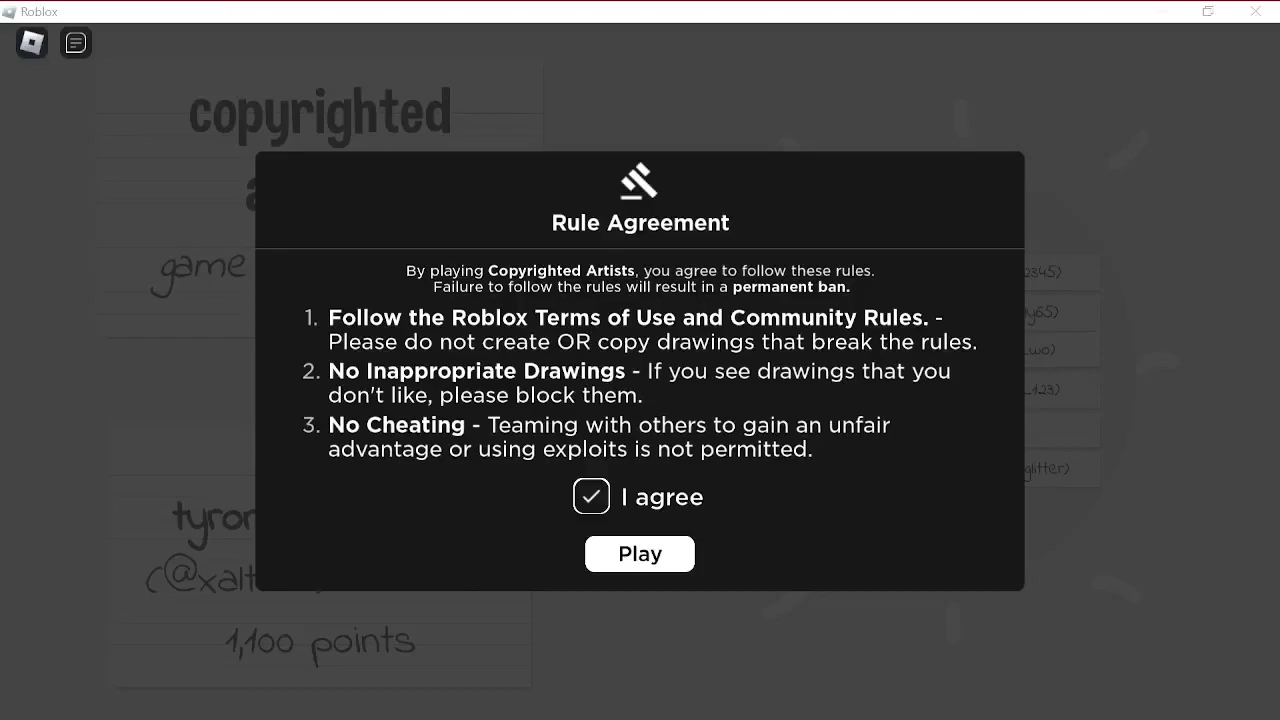 Roblox
copyrighted
game
Rule Agreement
By playing Copyrighted Artists, you agree to follow these rules.
Failure to follow the rules will result in a permanent ban.
1. Follow the Roblox Terms of Use and Community Rules. -
Please do not create OR copy drawings that break the rules.
2. No Inappropriate Drawings - If you see drawings that you
don't like, please block them.
3. No Cheating - Teaming with others to gain an unfair
advantage or using exploits is not permitted.
I agree
Play
1,100 points